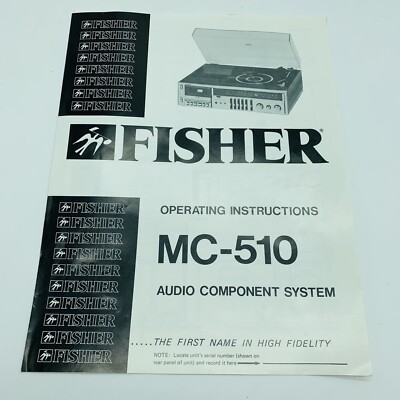 FISHER
FISHER
FISHER
FISHER
FISHER
FISHER
FISHER
FISHER
FISHER®
OPERATING INSTRUCTIONS
MC-510
AUDIO COMPONENT SYSTEM
FISHER
FISHER
FISHER
FISHER
FISHER
FISHER
FISHER
FISHER
FISHER
FISHER
.....THE FIRST NAME IN HIGH FIDELITY
NOTE: Locate unit's serial number (shown on
rear panel of unit) and record it here